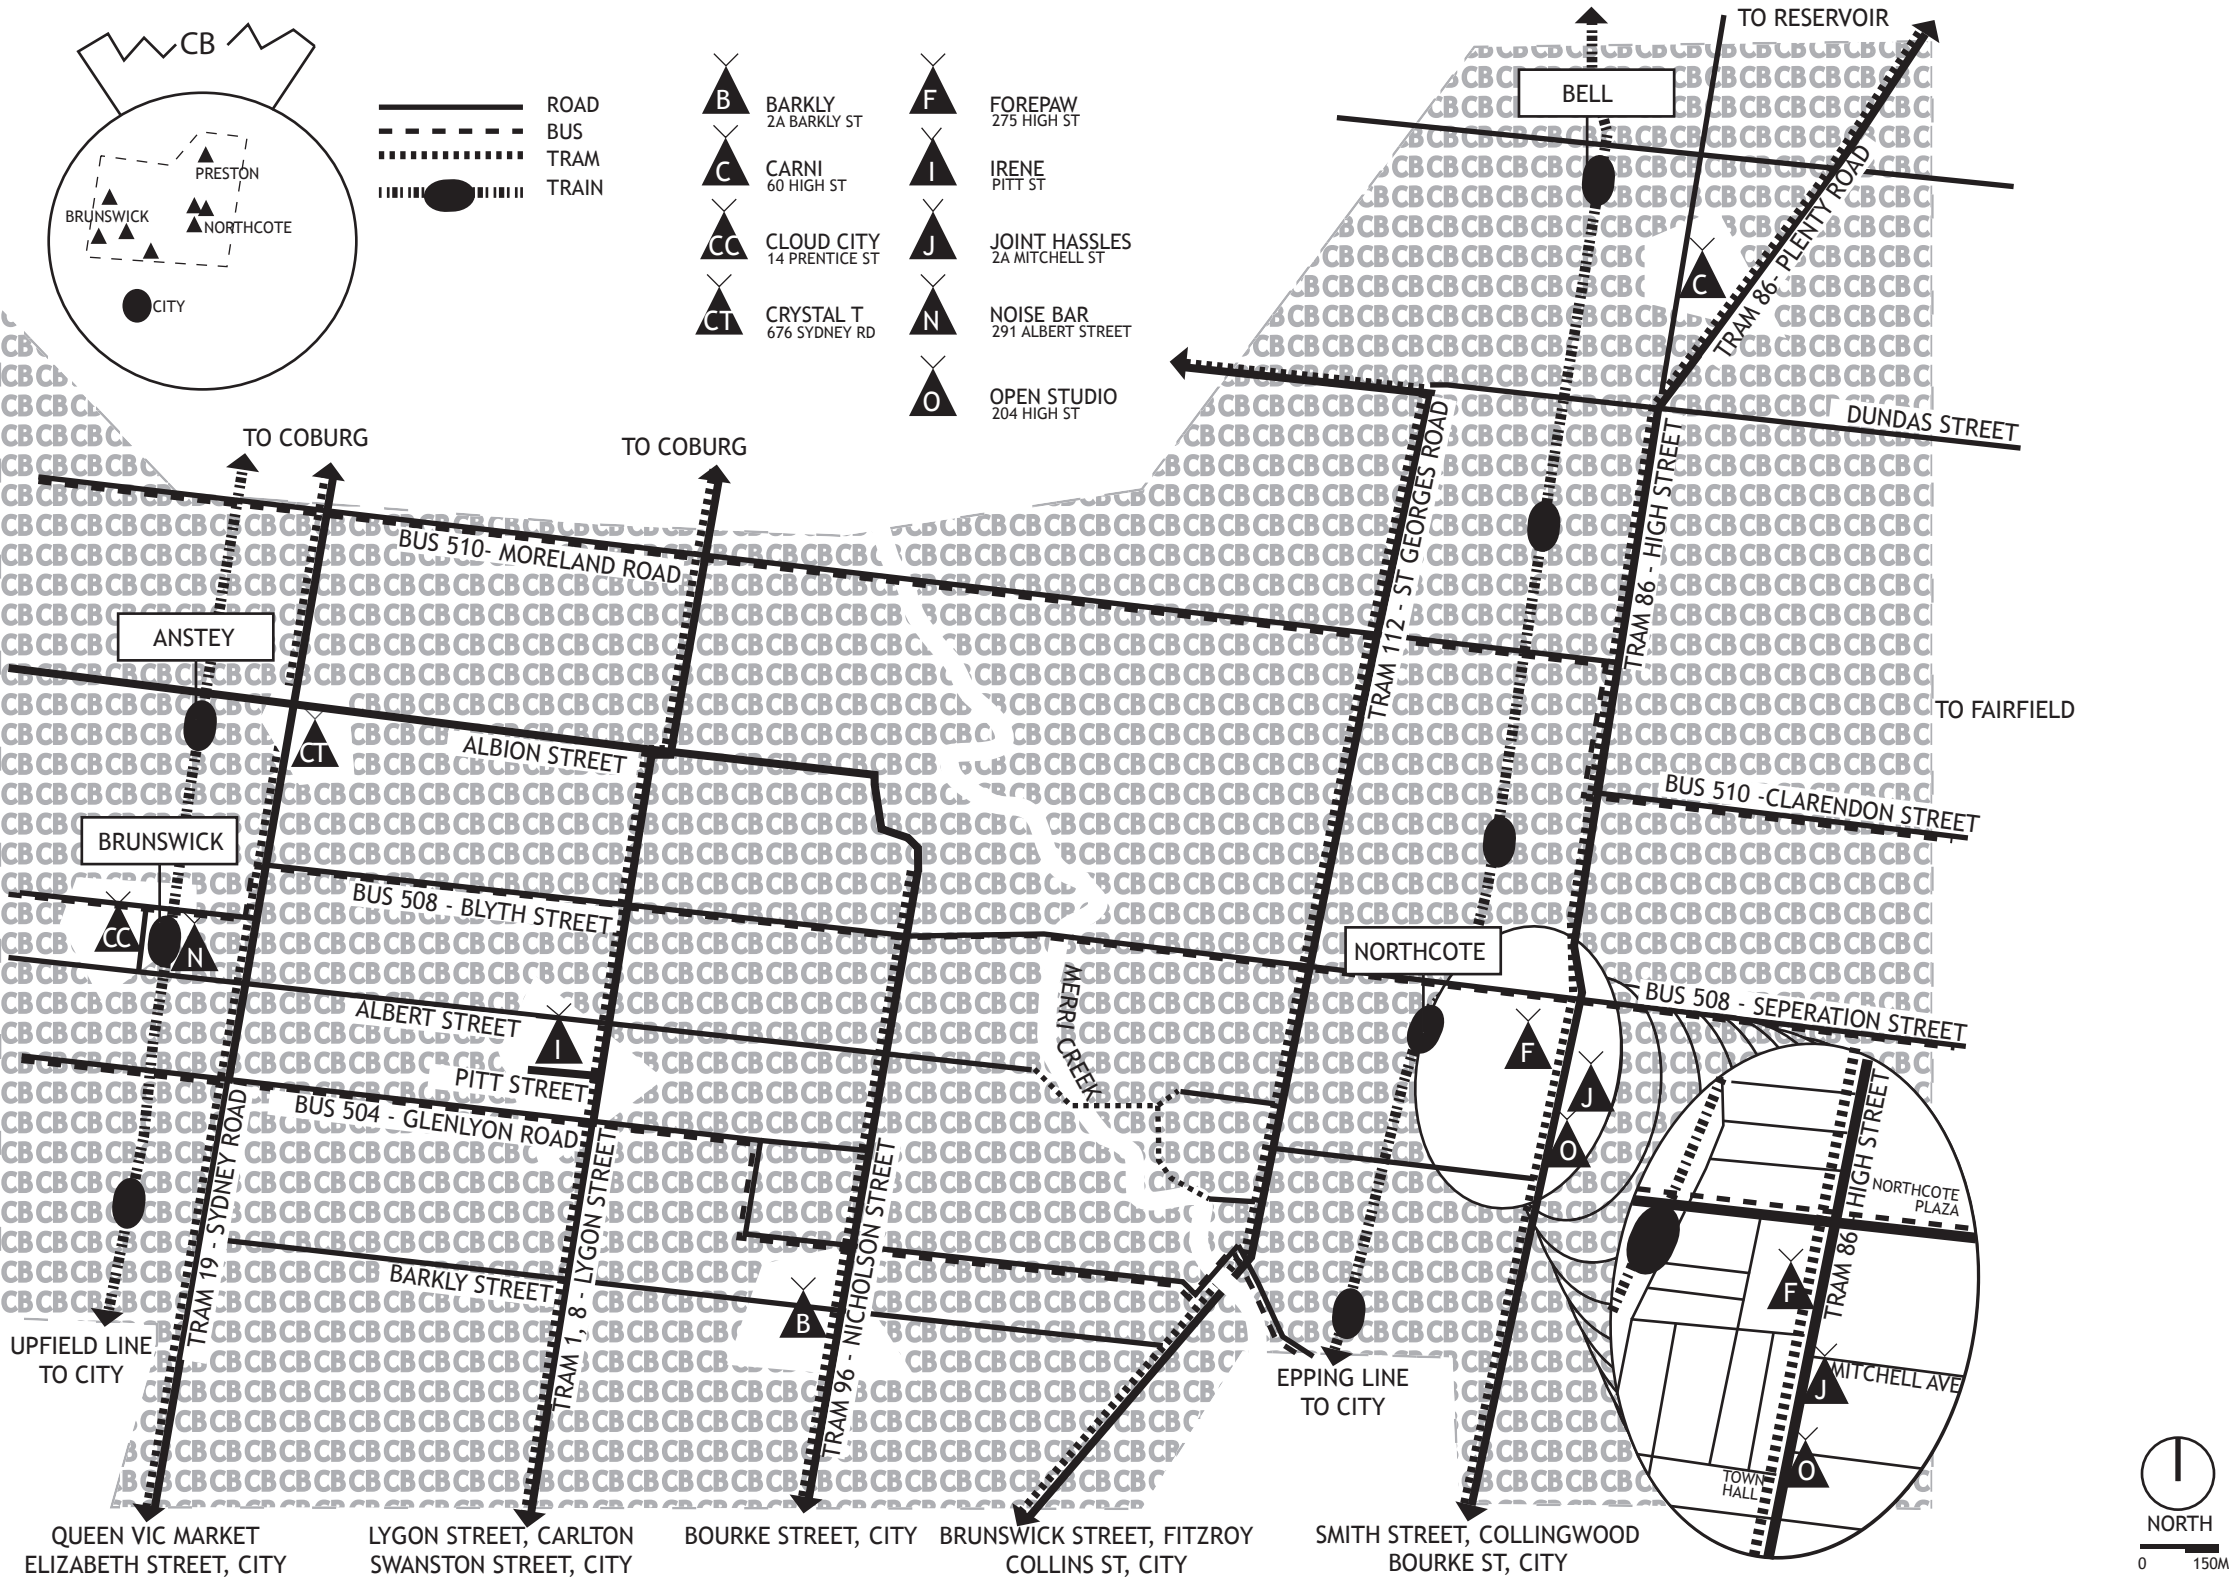 CB
PRESTON
BRUNSWICK
NORTHCOTE
CITY
ROAD
BUS
TRAM
TRAIN
B
BARKLY
2A BARKLY ST
C
CARNI
60 HIGH ST
CC
CLOUD CITY
14 PRENTICE ST
CT
CRYSTAL T
676 SYDNEY RD
F
FOREPAW
275 HIGH ST
I
IRENE
PITT ST
J
JOINT HASSLES
2A MITCHELL ST
N
NOISE BAR
291 ALBERT STREET
O
OPEN STUDIO
204 HIGH ST
TO RESERVOIR
BELL
TRAM 86- PLENTY ROAD
C
DUNDAS STREET
TO COBURG
TO COBURG
BUS 510- MORELAND ROAD
TRAM 112 - ST GEORGES ROAD
TRAM 86 - HIGH STREET
ANSTEY
CT
ALBION STREET
TO FAIRFIELD
BUS 510 -CLARENDON STREET
BRUNSWICK
CC
N
BUS 508 - BLYTH STREET
NORTHCOTE
BUS 508 - SEPERATION STREET
MERRI CREEK
ALBERT STREET
I
PITT STREET
F
J
O
BUS 504 - GLENLYON ROAD
TRAM 19 - SYDNEY ROAD
TRAM 1, 8 - LYGON STREET
TRAM 96 - NICHOLSON STREET
BARKLY STREET
B
TRAM 86 - HIGH STREET
NORTHCOTE
PLAZA
F
J
MITCHELL AVE
O
TOWN
HALL
UPFIELD LINE
TO CITY
EPPING LINE
TO CITY
QUEEN VIC MARKET
ELIZABETH STREET, CITY
LYGON STREET, CARLTON
SWANSTON STREET, CITY
BOURKE STREET, CITY
BRUNSWICK STREET, FITZROY
COLLINS ST, CITY
SMITH STREET, COLLINGWOOD
BOURKE ST, CITY
NORTH
0 150M